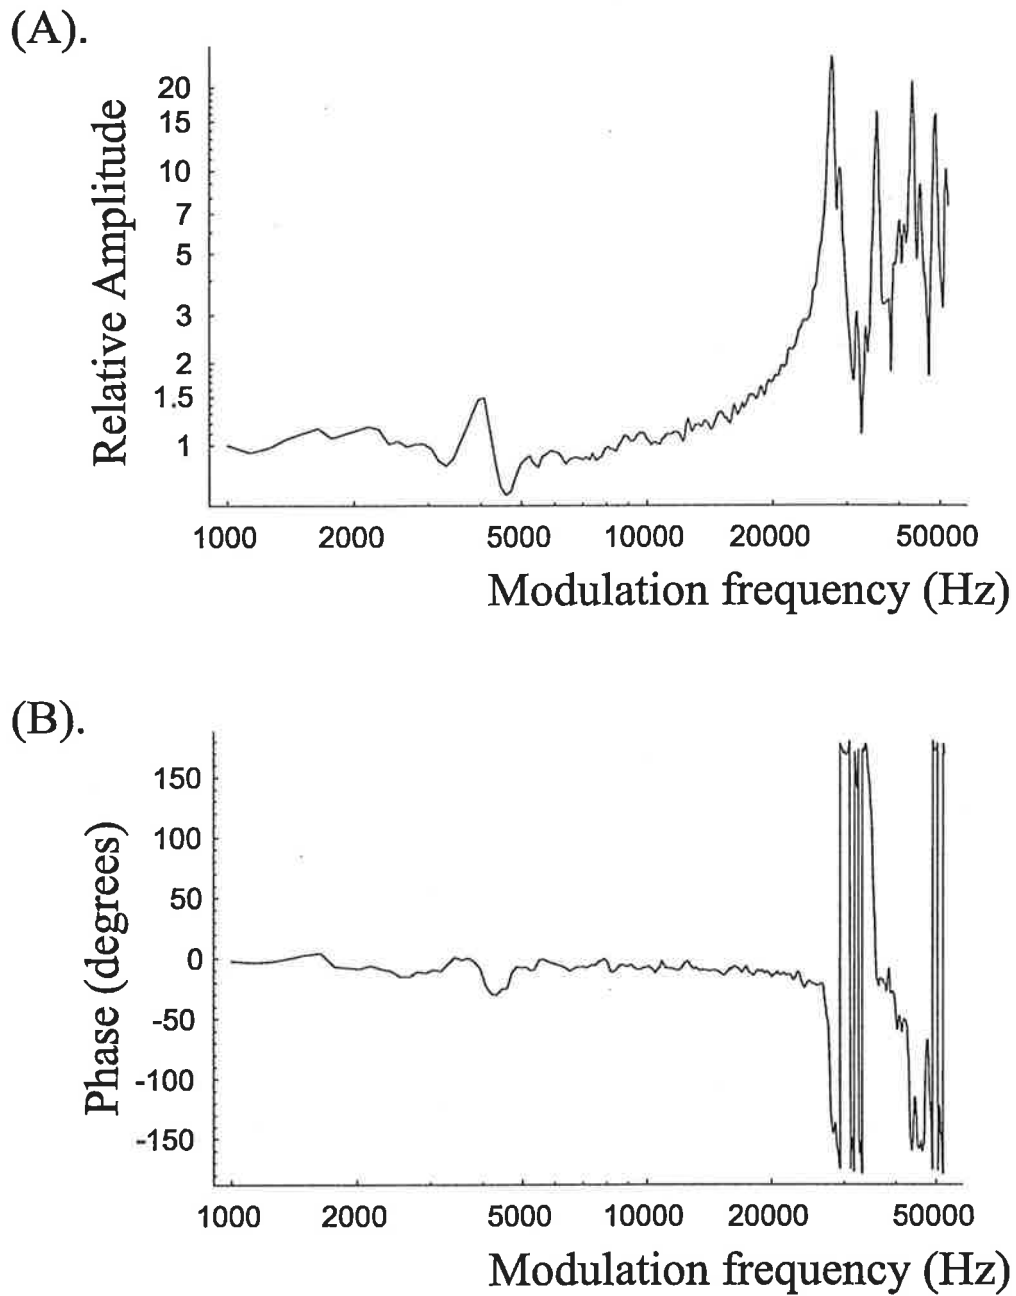 (A).
Relative Amplitude
20
15
10
7
5
3
2
1.5
1
1000 2000 5000 10000 20000 50000
Modulation frequency (Hz)
(B).
Phase (degrees)
150
100
50
0
-50
-100
-150
1000 2000 5000 10000 20000 50000
Modulation frequency (Hz)